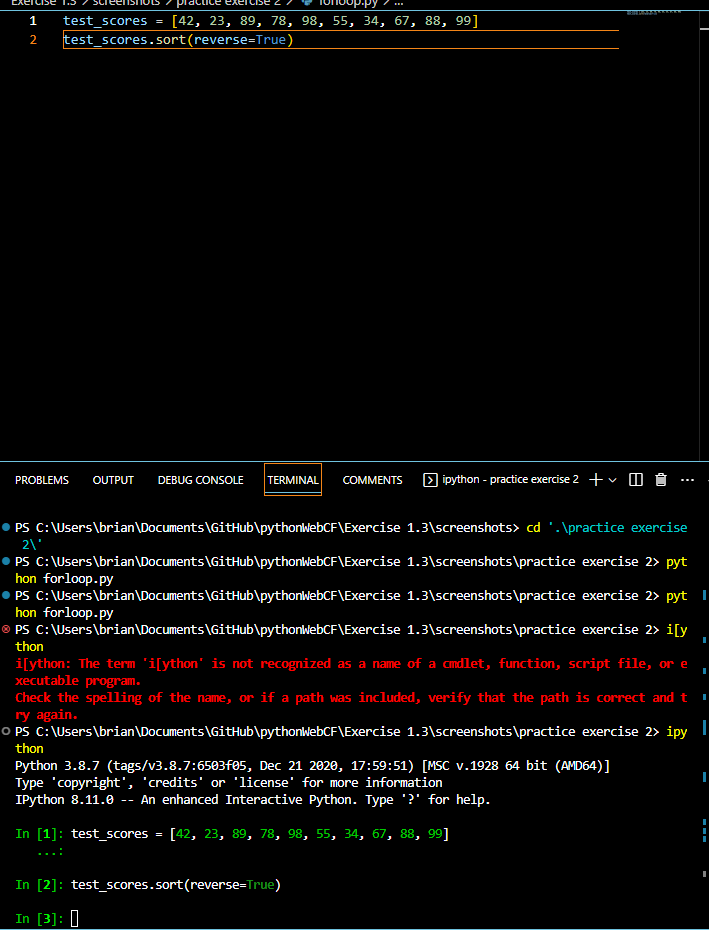 Exercise 1.3 > screenshots > practice exercise 2 > forloop.py > ...
1 test_scores = [42, 23, 89, 78, 98, 55, 34, 67, 88, 99]
2 test_scores.sort(reverse=True)
PROBLEMS OUTPUT DEBUG CONSOLE TERMINAL COMMENTS ipython - practice exercise 2
PS C:\Users\brian\Documents\GitHub\pythonWebCF\Exercise 1.3\screenshots> cd '.\practice exercise
2\'
PS C:\Users\brian\Documents\GitHub\pythonWebCF\Exercise 1.3\screenshots\practice exercise 2> pyt
hon forloop.py
PS C:\Users\brian\Documents\GitHub\pythonWebCF\Exercise 1.3\screenshots\practice exercise 2> pyt
hon forloop.py
PS C:\Users\brian\Documents\GitHub\pythonWebCF\Exercise 1.3\screenshots\practice exercise 2> i[y
thon
i[ython: The term 'i[ython' is not recognized as a name of a cmdlet, function, script file, or e
xecutable program.
Check the spelling of the name, or if a path was included, verify that the path is correct and t
ry again.
PS C:\Users\brian\Documents\GitHub\pythonWebCF\Exercise 1.3\screenshots\practice exercise 2> ipy
thon
Python 3.8.7 (tags/v3.8.7:6503f05, Dec 21 2020, 17:59:51) [MSC v.1928 64 bit (AMD64)]
Type 'copyright', 'credits' or 'license' for more information
IPython 8.11.0 -- An enhanced Interactive Python. Type '?' for help.
In [1]: test_scores = [42, 23, 89, 78, 98, 55, 34, 67, 88, 99]
...:
In [2]: test_scores.sort(reverse=True)
In [3]: